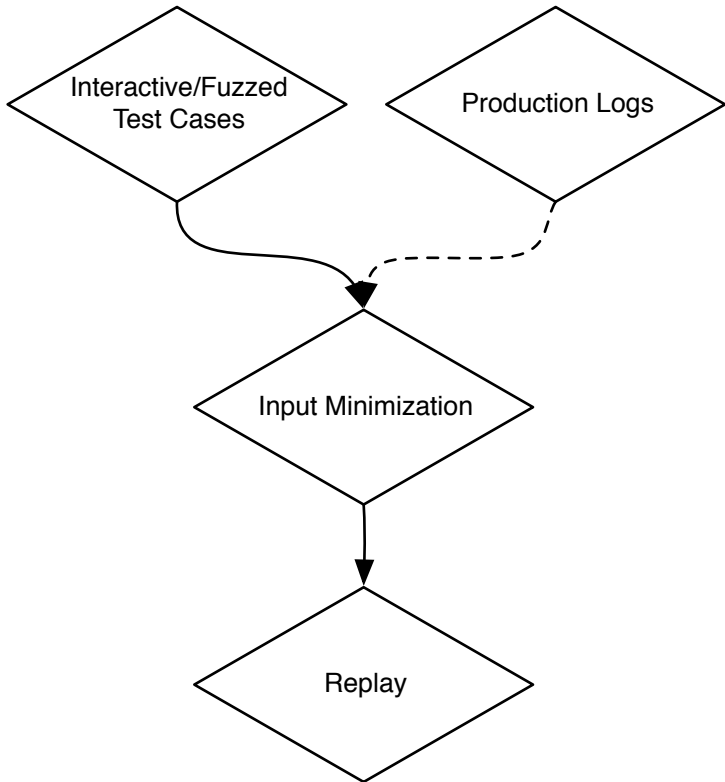 Interactive/Fuzzed
Test Cases
Production Logs
Input Minimization
Replay